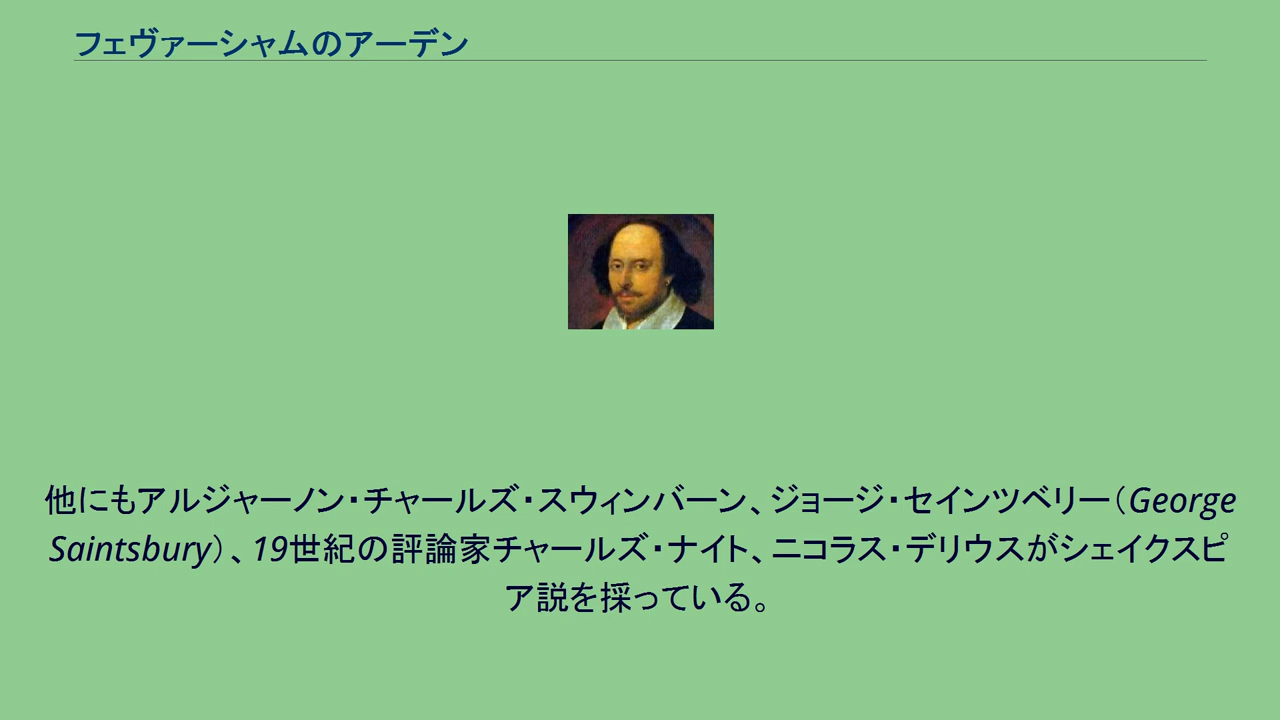 フェヴァーシャムのアーデン
他にもアルジャーノン・チャールズ・スウィンバーン、ジョージ・セインツベリー（George
Saintsbury）、19世紀の評論家チャールズ・ナイト、ニコラス・デリウスがシェイクスピ
ア説を採っている。